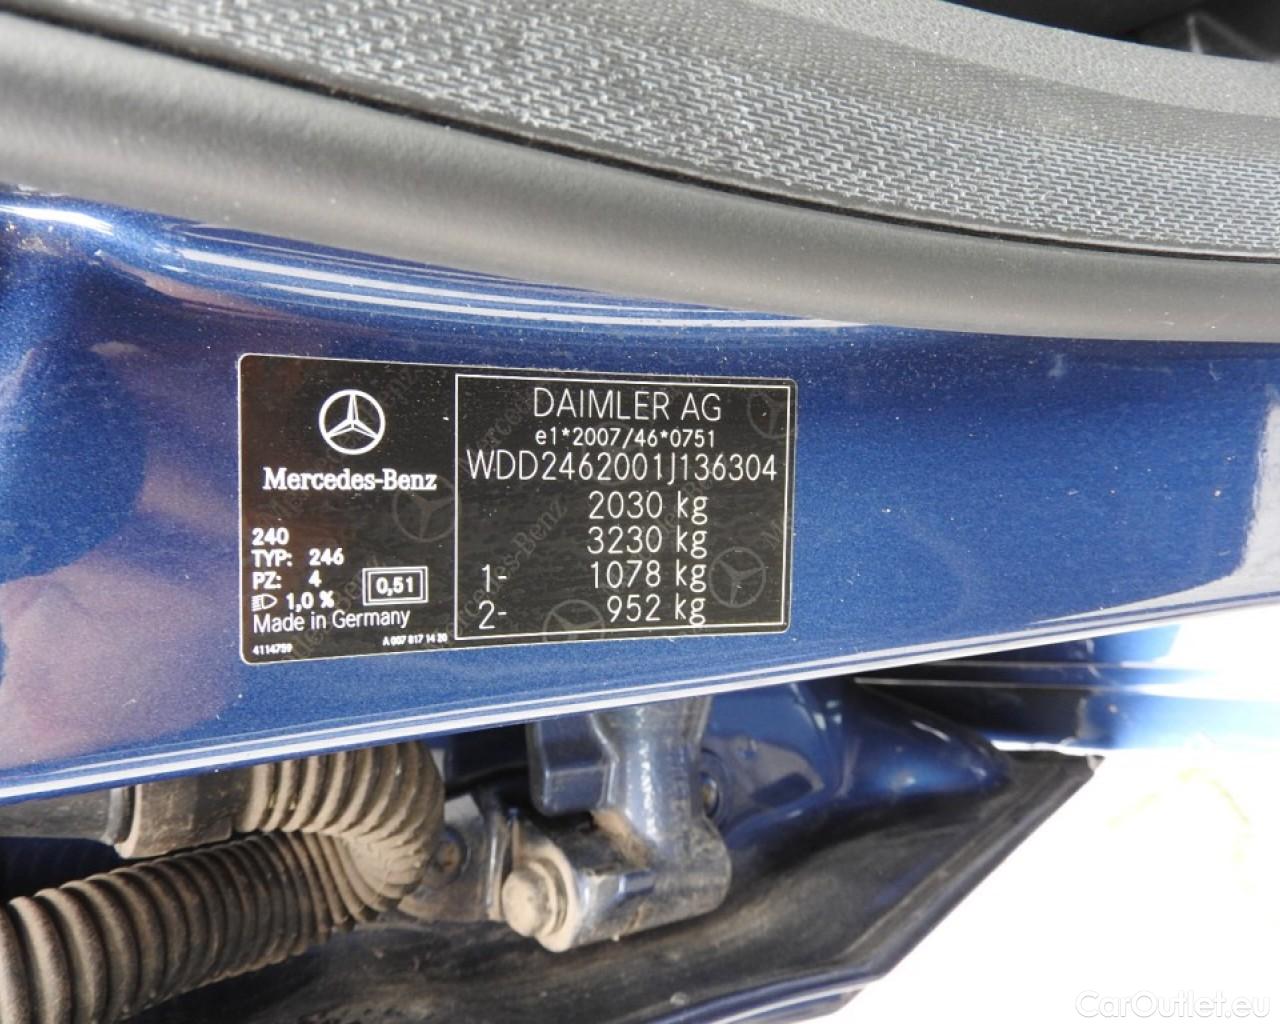 Mercedes-Benz
240
TYP: 246
PZ: 4
1,0 %
0,51
Made in Germany
4114759
A 007 817 14 20
DAIMLER AG
e1*2007/46*0751
WDD2462001J136304
2030 kg
3230 kg
1- 1078 kg
2- 952 kg
CarOutlet.eu